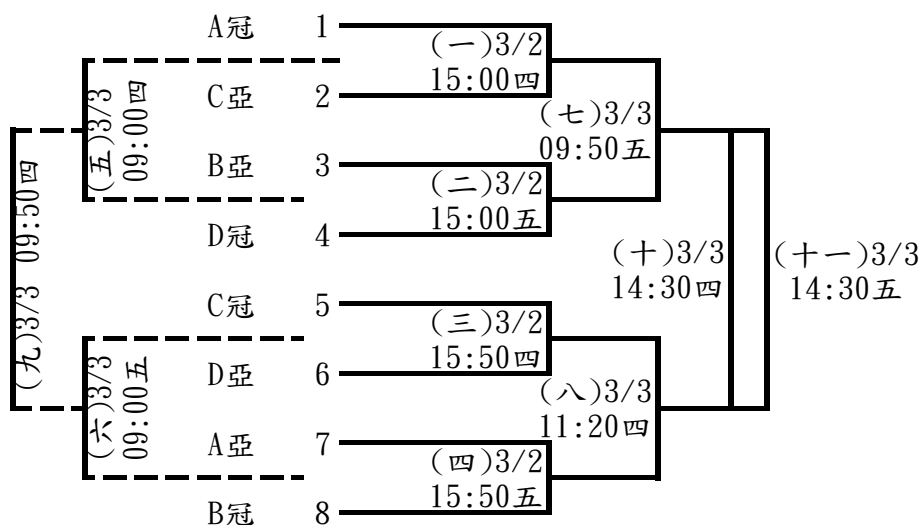 A冠 1
(一)3/2
15:00四
C亞 2
(五)3/3
09:00四
(七)3/3
09:50五
B亞 3
(二)3/2
15:00五
D冠 4
(九)3/3 09:50四
(十)3/3
14:30四
(十一)3/3
14:30五
C冠 5
(三)3/2
15:50四
D亞 6
(六)3/3
09:00五
(八)3/3
11:20四
A亞 7
(四)3/2
15:50五
B冠 8